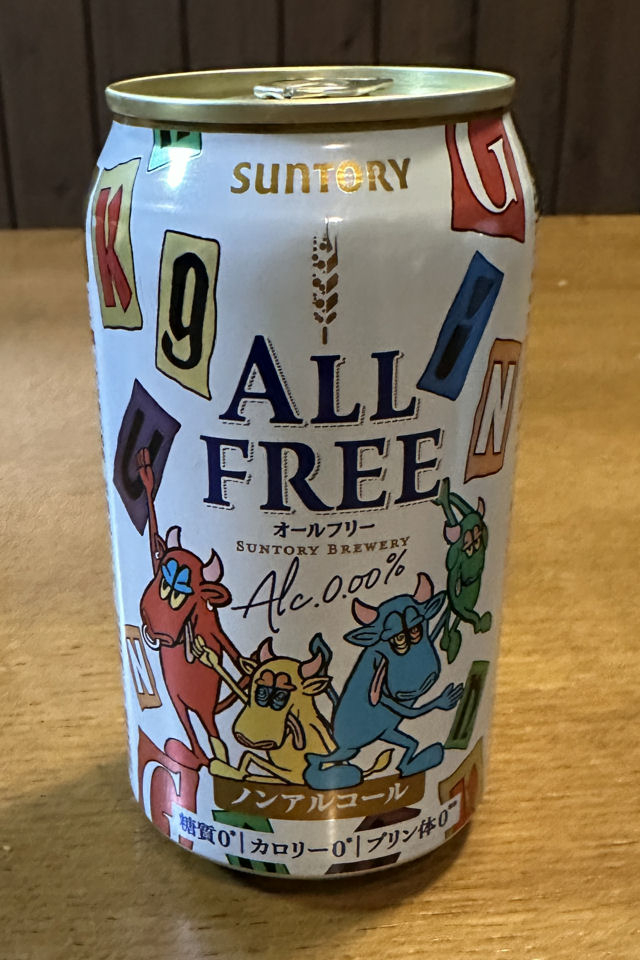 SUNTORY
K
g
G
!
N
U
ALL
FREE
オールフリー
SUNTORY BREWERY
Alc.0.00%
N
G
ノンアルコール
糖質0*|カロリー0*|プリン体0**